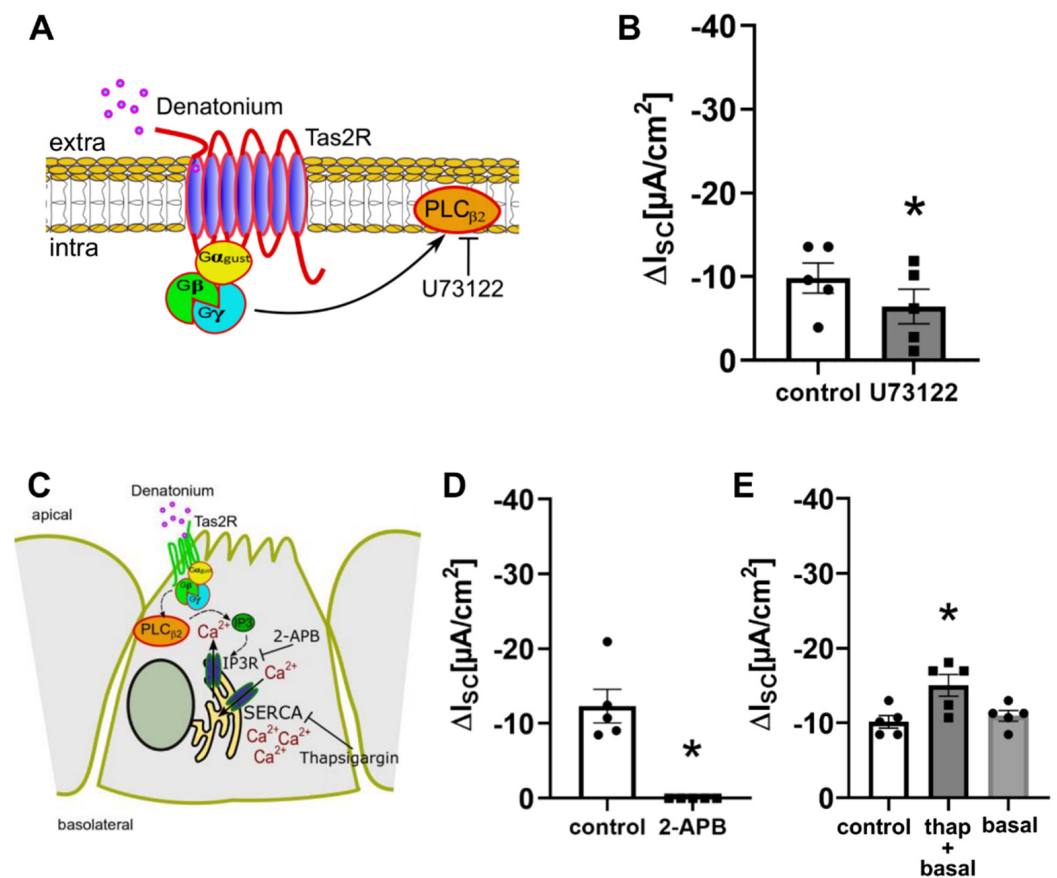 A
Denatonium
Tas2R
extra
intra
PLCβ2
Gαgust
Gβ
Gγ
U73122
B
ΔISC[µA/cm2]
-40
-30
-20
-10
0
*
control U73122
C
Denatonium
apical
Tas2R
Gαgust
Gβ
Gγ
PLCβ2
Ca2+
IP3
2-APB
IP3R
Ca2+
SERCA
Ca2+Ca2+
Ca2+
Thapsigargin
basolateral
D
ΔISC[µA/cm2]
-40
-30
-20
-10
0
*
control 2-APB
E
ΔISC[µA/cm2]
-40
-30
-20
-10
0
*
control thap basal
+
basal